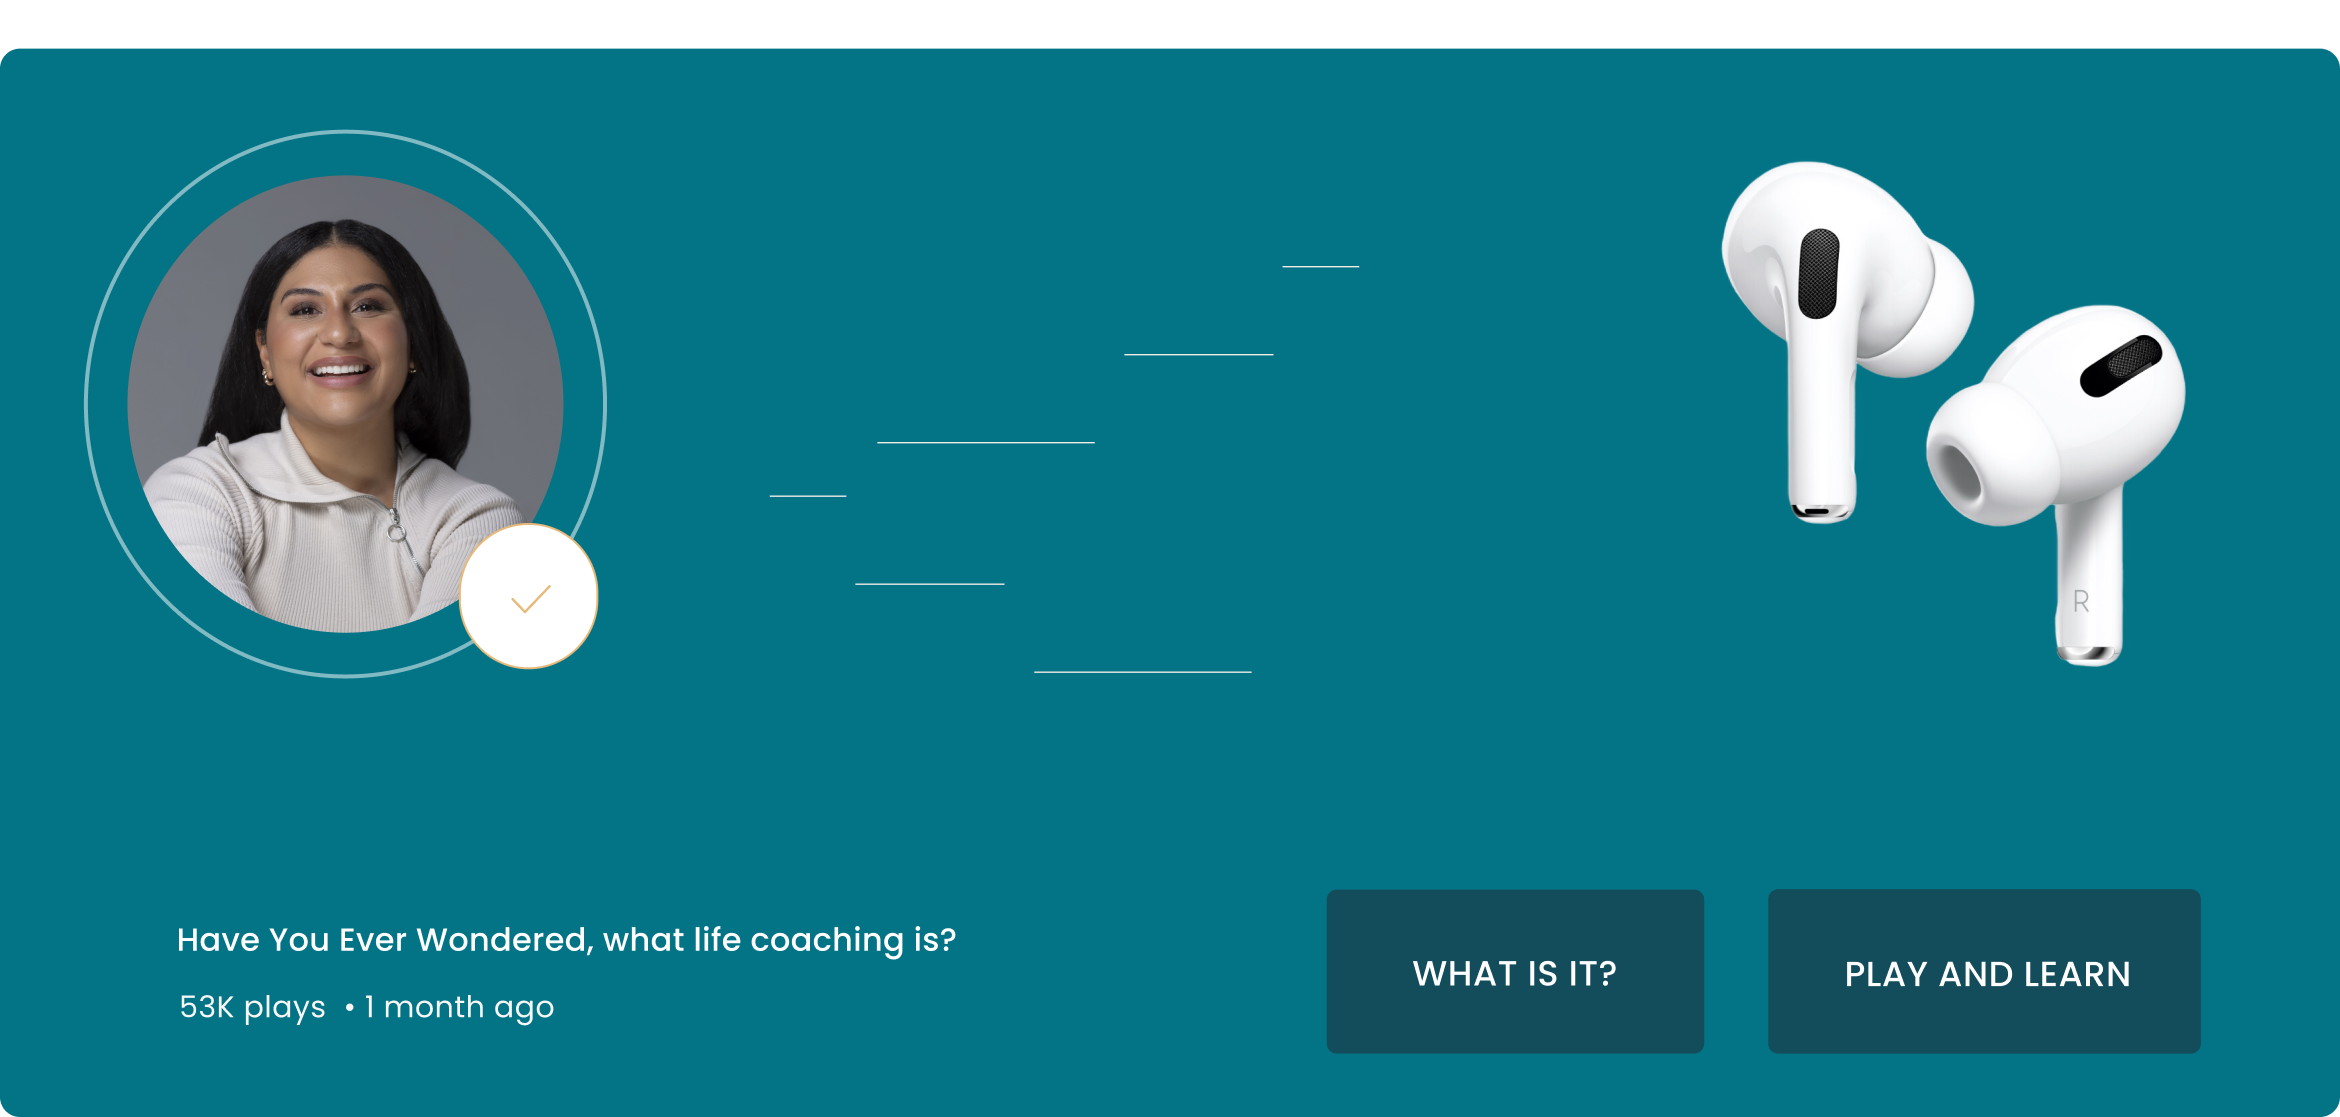 R
Have You Ever Wondered, what life coaching is?
53K plays • 1 month ago
WHAT IS IT?
PLAY AND LEARN